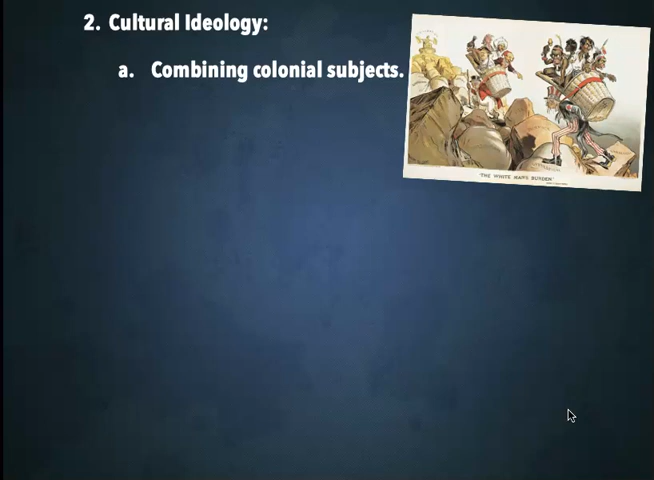 2. Cultural Ideology:
a. Combining colonial subjects.
"THE WHITE MAN'S BURDEN"